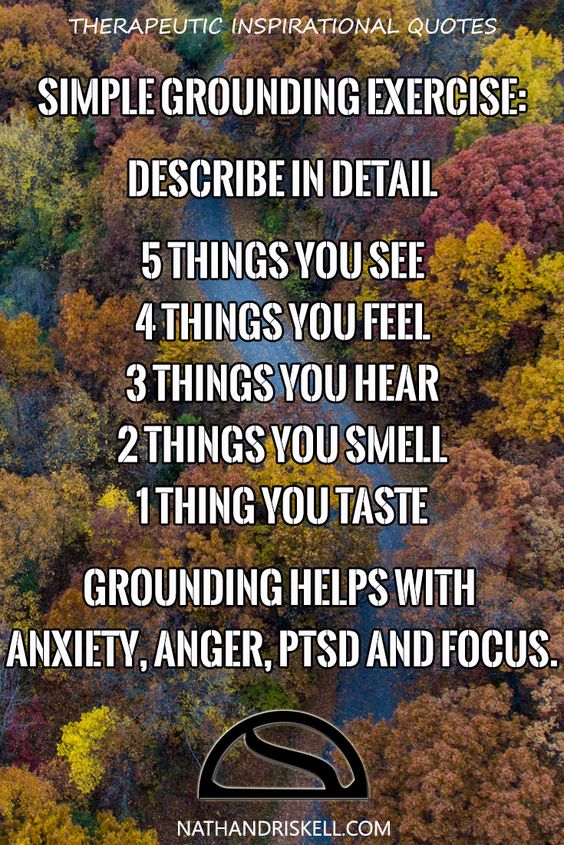 THERAPEUTIC INSPIRATIONAL QUOTES
SIMPLE GROUNDING EXERCISE:
DESCRIBE IN DETAIL
5 THINGS YOU SEE
4 THINGS YOU FEEL
3 THINGS YOU HEAR
2 THINGS YOU SMELL
1 THING YOU TASTE
GROUNDING HELPS WITH
ANXIETY, ANGER, PTSD AND FOCUS.
NATHANDRISKELL.COM